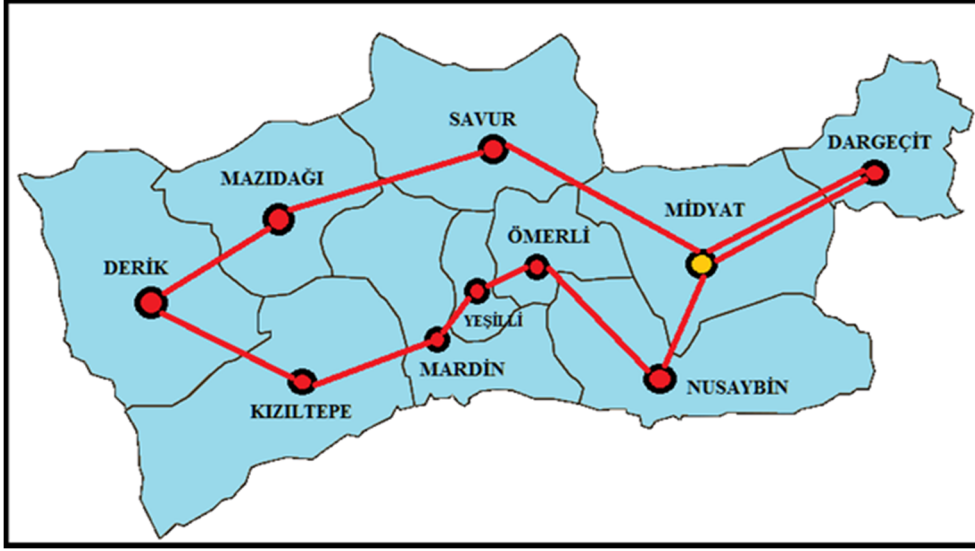 SAVUR
DARGEÇİT
MAZIDAĞI
MİDYAT
ÖMERLİ
DERİK
YEŞİLLİ
MARDİN
NUSAYBİN
KIZILTEPE